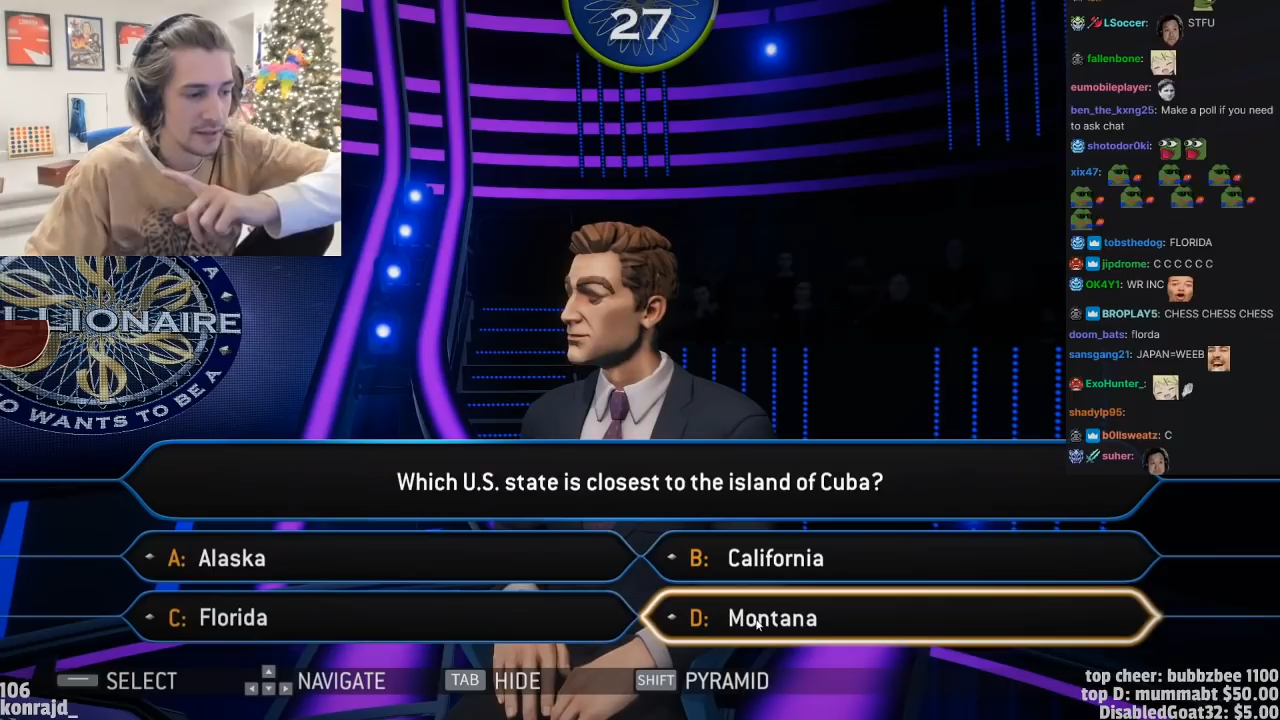 27
LSoccer: STFU
fallenbone:
eumobileplayer:
ben_the_kxng25: Make a poll if you need
to ask chat
shotodor0ki:
xix47:
tobsthedog: FLORIDA
jipdrome: C C C C C C
OK4Y1: WR INC
BROPLAY5: CHESS CHESS CHESS
doom_bats: florda
sansgang21: JAPAN=WEEB
ExoHunter_:
shadylp95:
b0llsweatz: C
suher:
LLIONAIRE
O WANTS TO BE A
Which U.S. state is closest to the island of Cuba?
A: Alaska
B: California
C: Florida
D: Montana
SELECT
NAVIGATE
TAB HIDE
SHIFT PYRAMID
106
konrajd_
top cheer: bubbzbee 1100
top D: mummabt $50.00
DisabledGoat32: $5.00